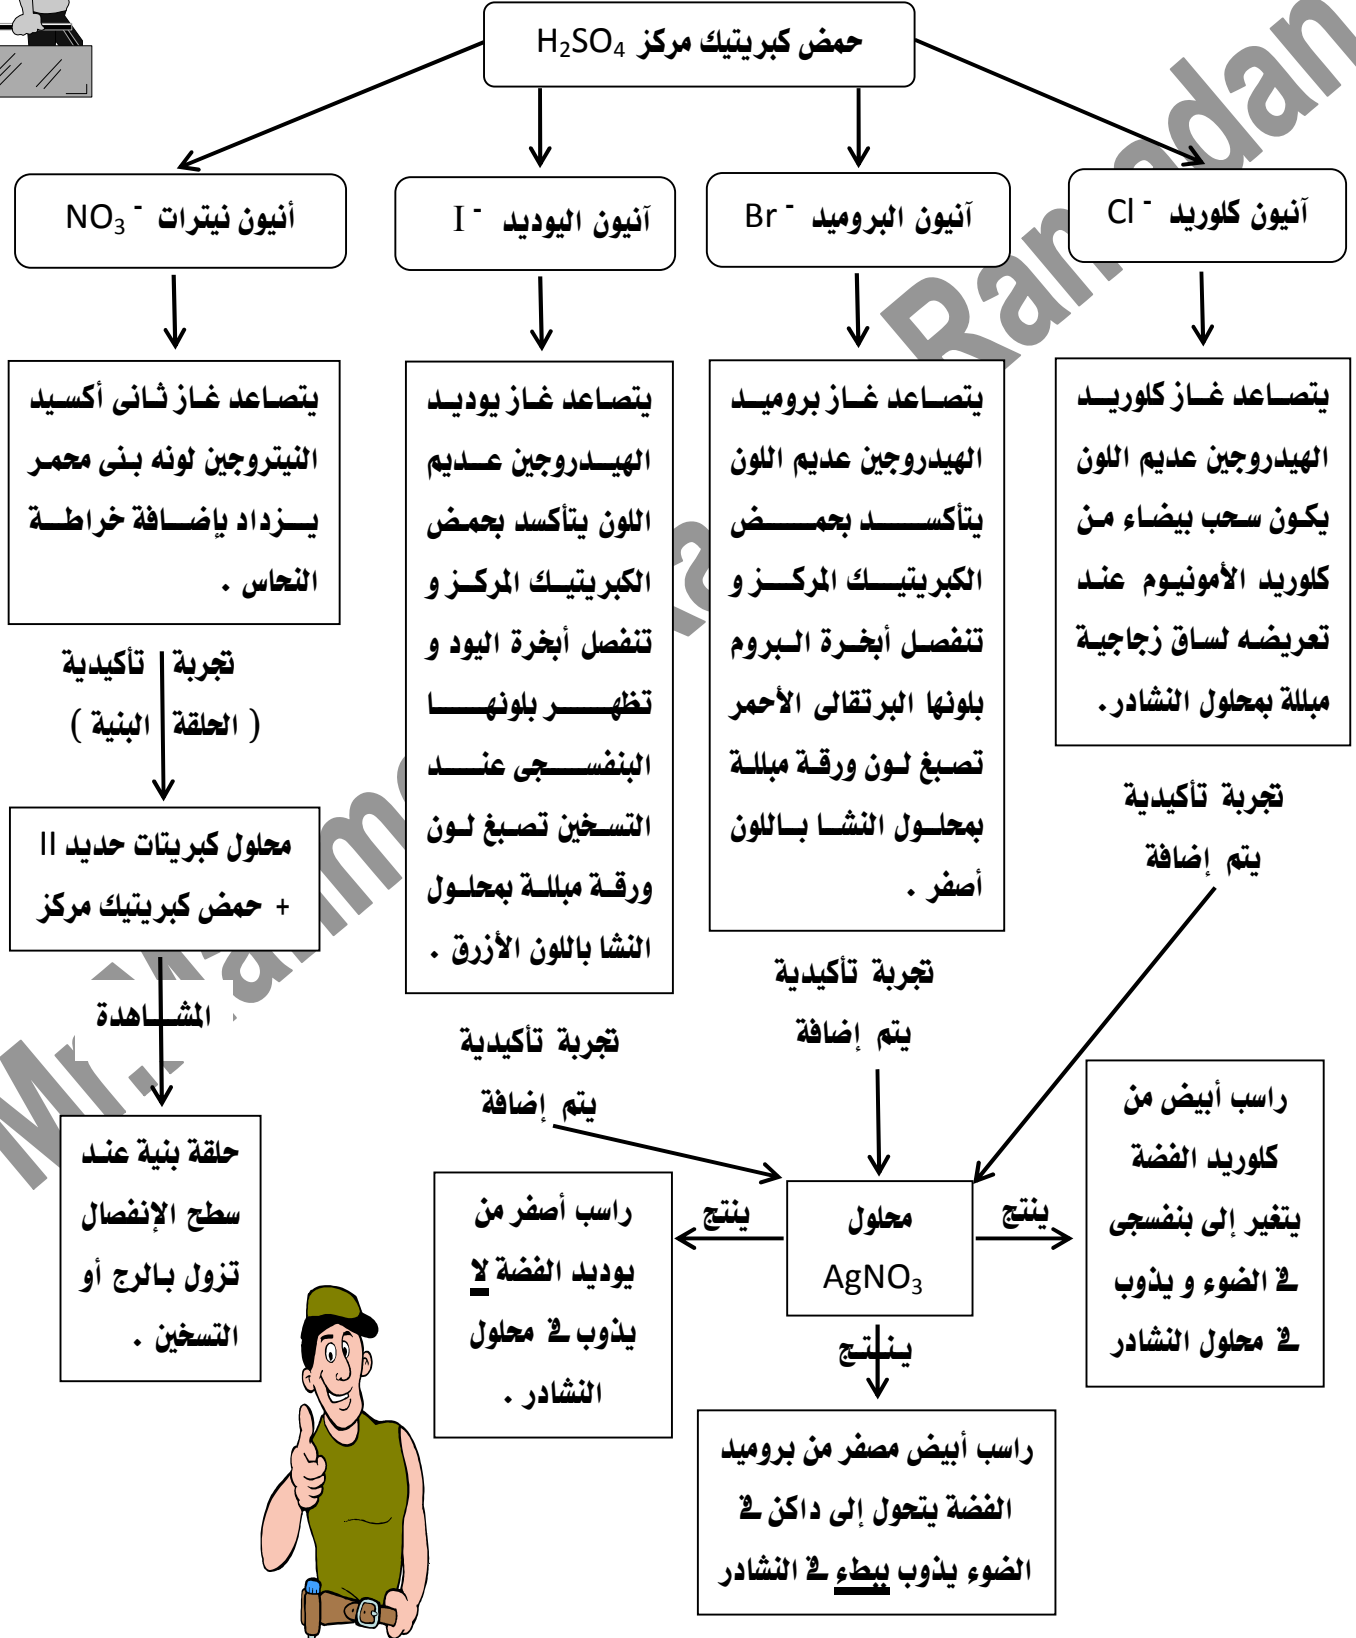 حمض كبريتيك مركز H₂SO₄
آنيون كلوريد Cl⁻
آنيون البروميد Br⁻
آنيون اليوديد I⁻
أنيون نيترات NO₃⁻
يتصاعد غاز كلوريد
الهيدروجين عديم اللون
يكون سحب بيضاء من
كلوريد الأمونيوم عند
تعريضه لساق زجاجية
مبللة بمحلول النشادر.
يتصاعد غاز بروميد
الهيدروجين عديم اللون
يتأكسد بحمض
الكبريتيك المركز و
تنفصل أبخرة البروم
بلونها البرتقالى الأحمر
تصبغ لون ورقة مبللة
بمحلول النشا باللون
أصفر .
يتصاعد غاز يوديد
الهيدروجين عديم
اللون يتأكسد بحمض
الكبريتيك المركز و
تنفصل أبخرة اليود و
تظهر بلونها
البنفسجى عند
التسخين تصبغ لون
ورقة مبللة بمحلول
النشا باللون الأزرق .
يتصاعد غاز ثانى أكسيد
النيتروجين لونه بنى محمر
يزداد بإضافة خراطة
النحاس .
تجربة تأكيدية
يتم إضافة
تجربة تأكيدية
يتم إضافة
تجربة تأكيدية
يتم إضافة
تجربة تأكيدية
( الحلقة البنية )
محلول كبريتات حديد II
+ حمض كبريتيك مركز
المشاهدة
حلقة بنية عند
سطح الإنفصال
تزول بالرج أو
التسخين .
محلول
AgNO₃
ينتج
راسب أبيض من
كلوريد الفضة
يتغير إلى بنفسجى
فى الضوء و يذوب
فى محلول النشادر
ينتج
راسب أصفر من
يوديد الفضة لا
يذوب فى محلول
النشادر .
ينتج
راسب أبيض مصفر من بروميد
الفضة يتحول إلى داكن فى
الضوء يذوب ببطء فى النشادر